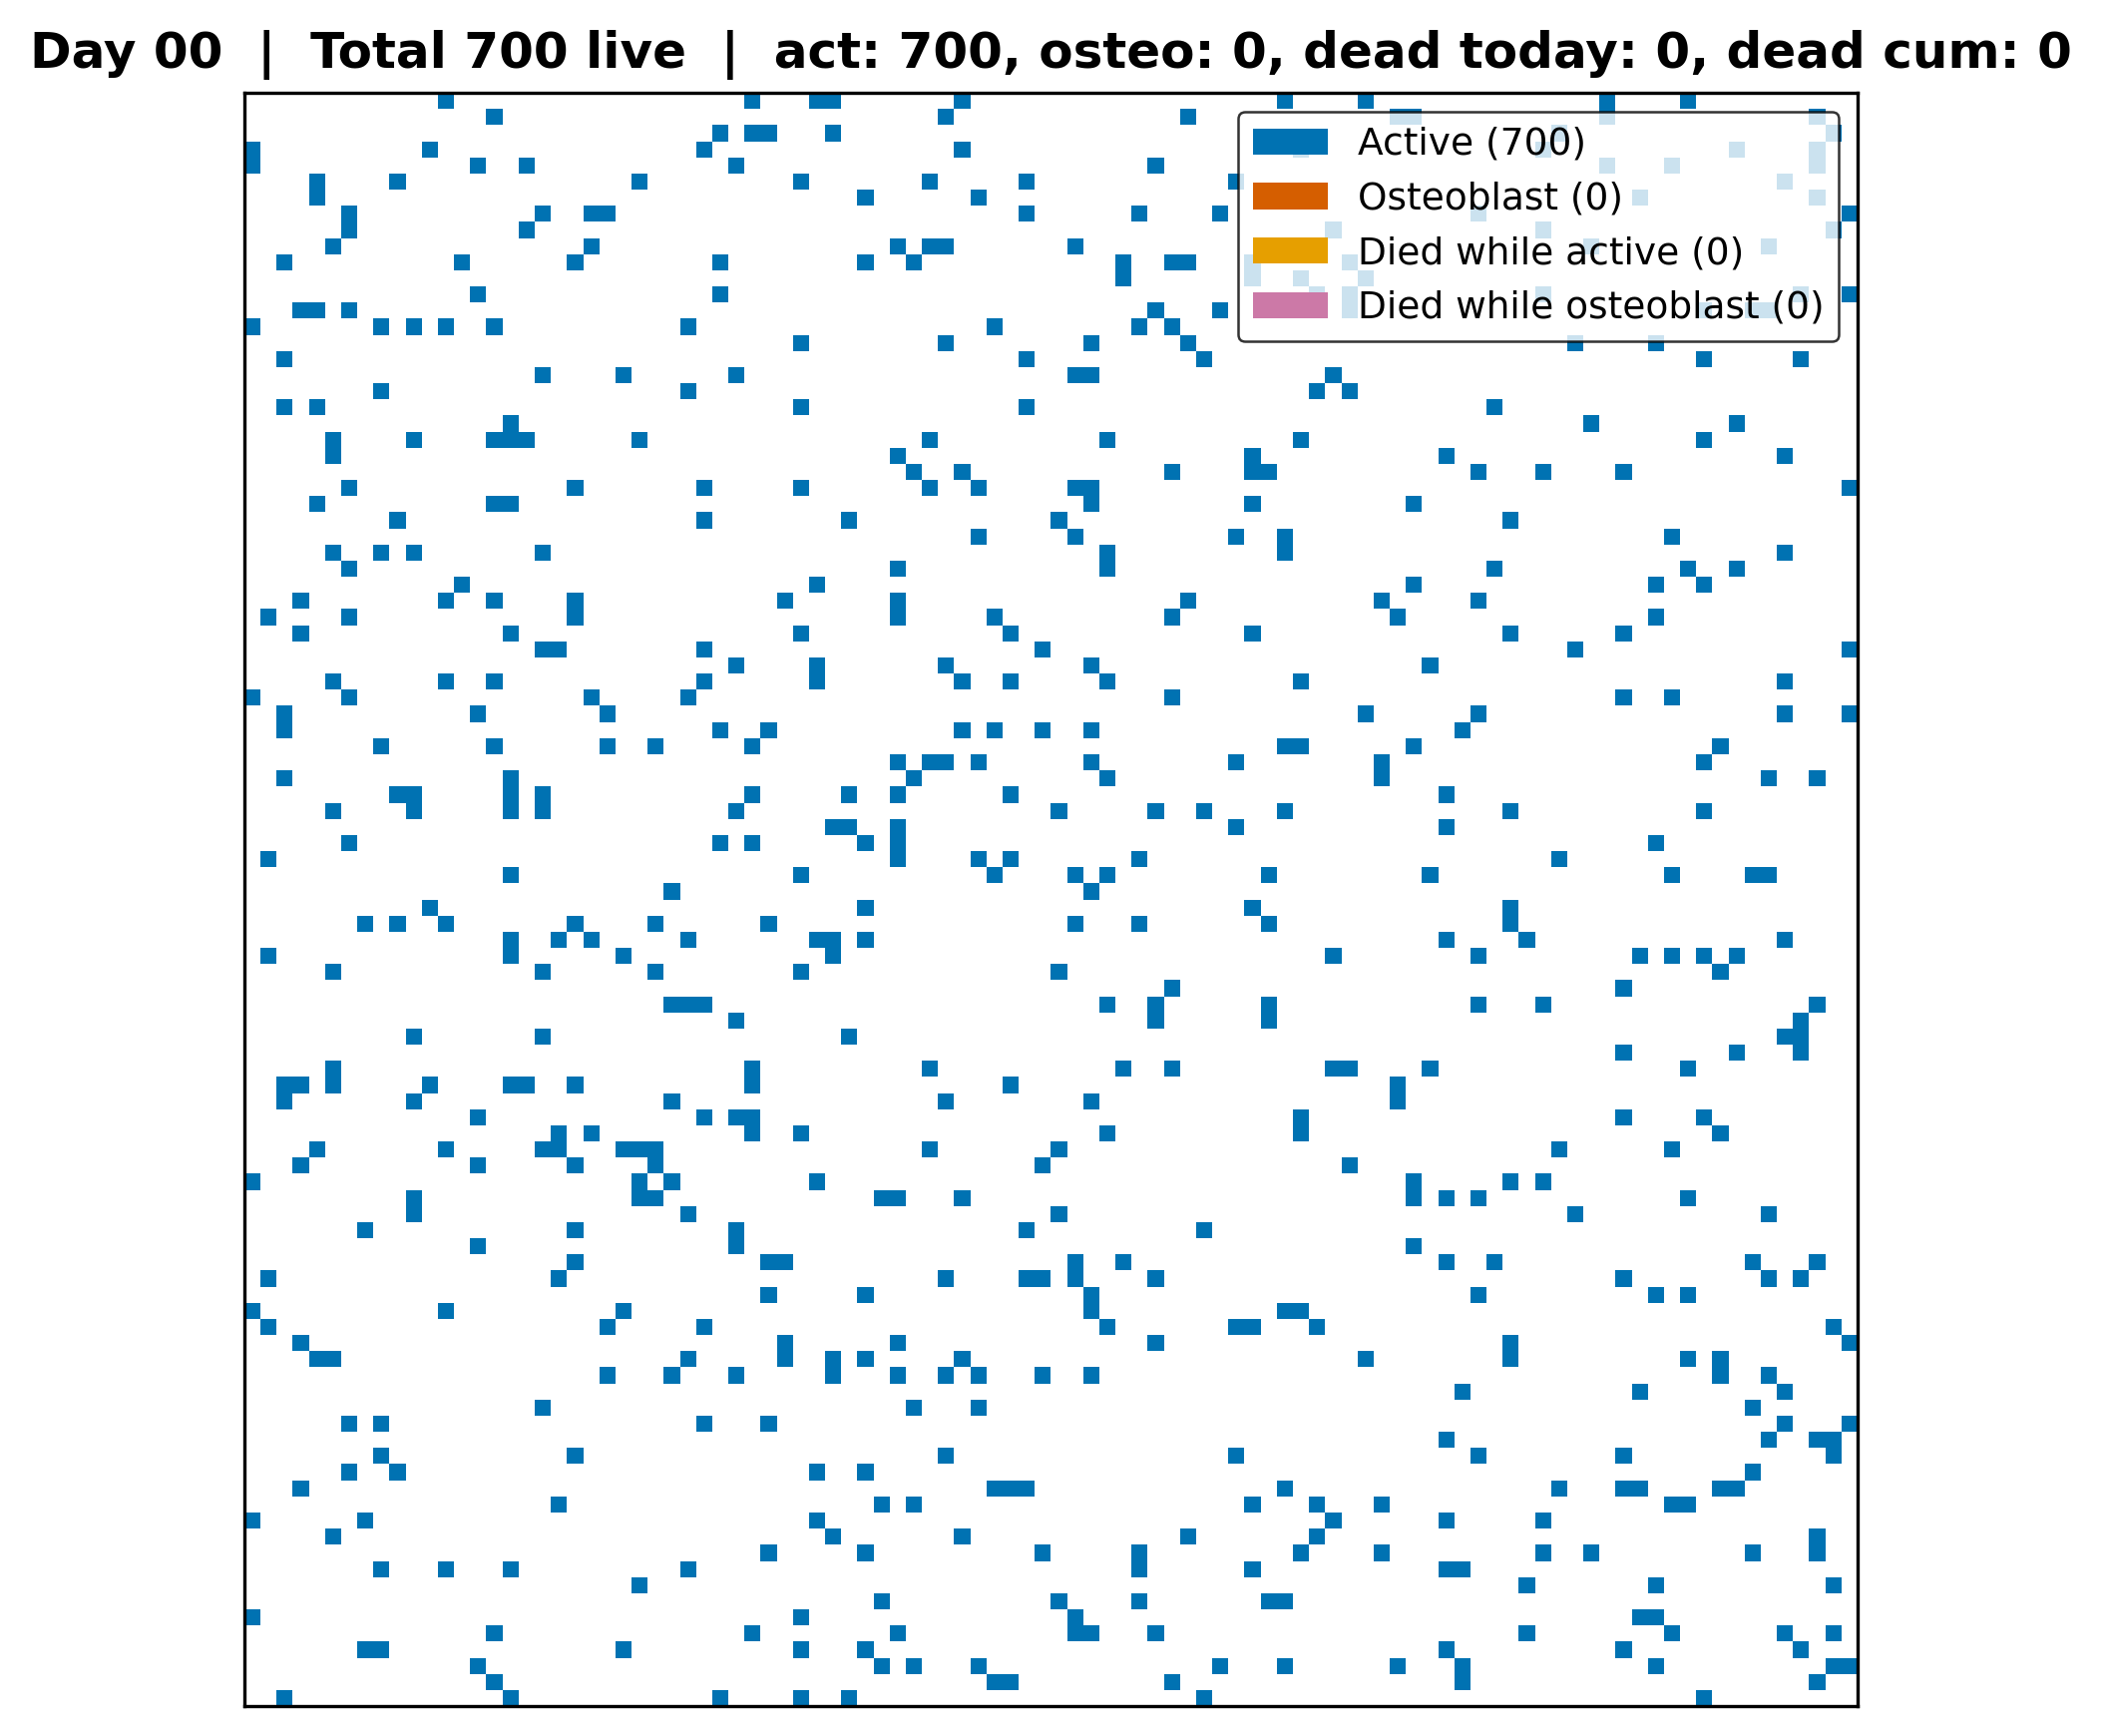 Day 00 | Total 700 live | act: 700, osteo: 0, dead today: 0, dead cum: 0
Active (700)
Osteoblast (0)
Died while active (0)
Died while osteoblast (0)